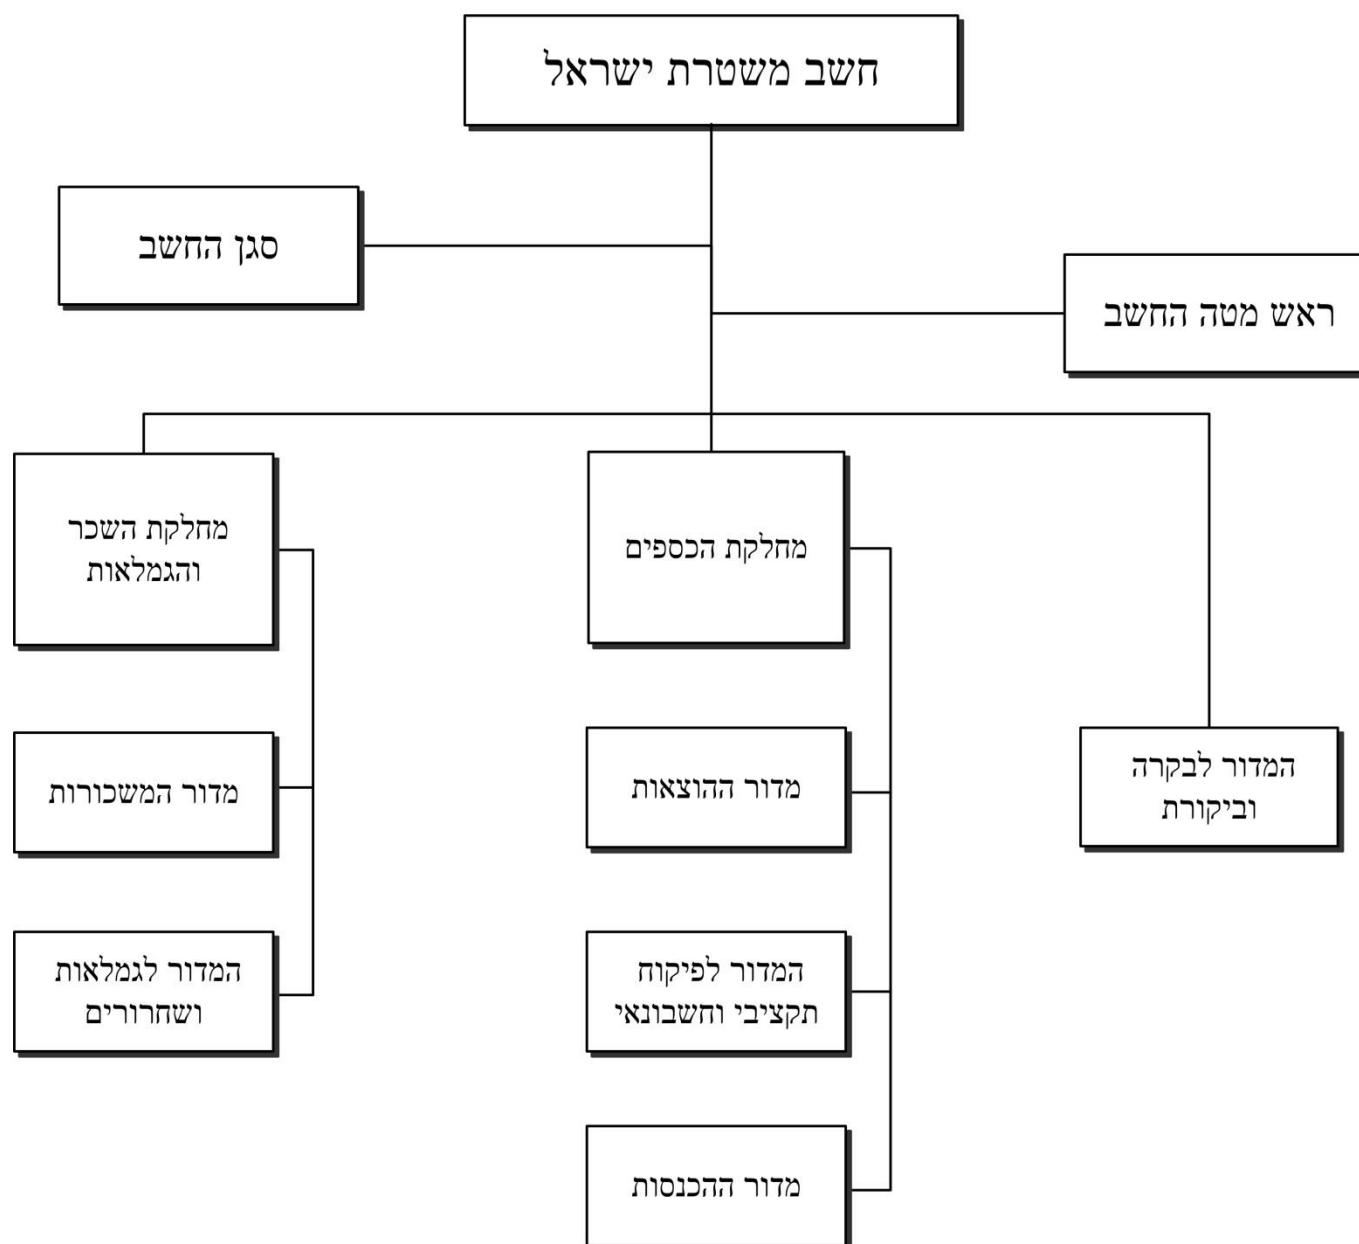 חשב משטרת ישראל
סגן החשב
ראש מטה החשב
מחלקת השכר
והגמלאות
מחלקת הכספים
מדור המשכורות
מדור ההוצאות
המדור לבקרה
וביקורת
המדור לגמלאות
ושחרורים
המדור לפיקוח
תקציבי וחשבונאי
מדור ההכנסות